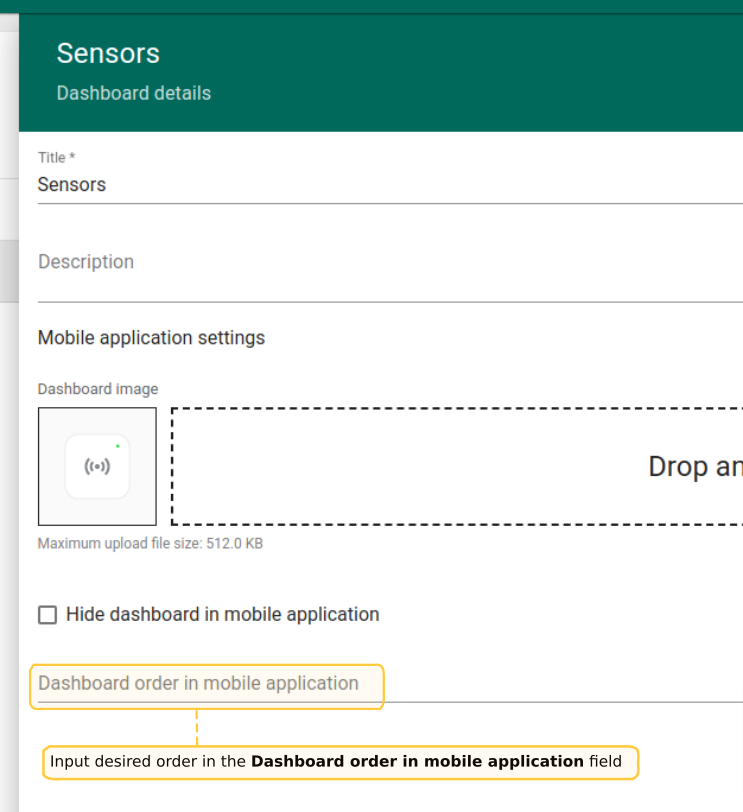 Sensors
Dashboard details
Title *
Sensors
Description
Mobile application settings
Dashboard image
Drop an
Maximum upload file size: 512.0 KB
Hide dashboard in mobile application
Dashboard order in mobile application
Input desired order in the Dashboard order in mobile application field